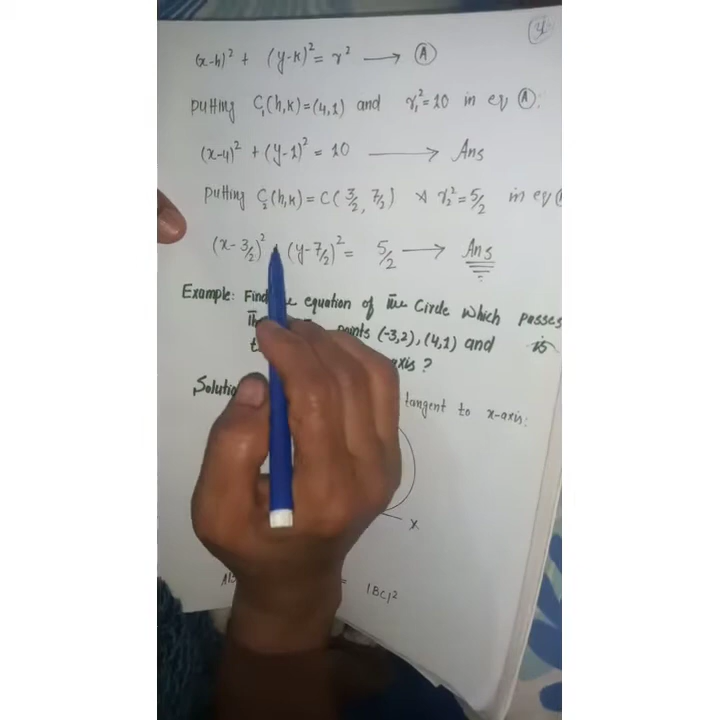 4
(x-h)² + (y-k)² = r² → Ⓐ
putting C₁(h,k)=(4,1) and r₁²=10 in eq Ⓐ:
(x-4)² + (y-1)² = 10 → Ans
putting C₂(h,k) = C(3/2, 7/2) & r₂²=5/2 in eq
(x-3/2)² (y-7/2)² = 5/2 → Ans
Example: Find equation of the Circle which passes
points (-3,2), (4,1) and is
axis?
tangent to x-axis:
X
= |BC|²